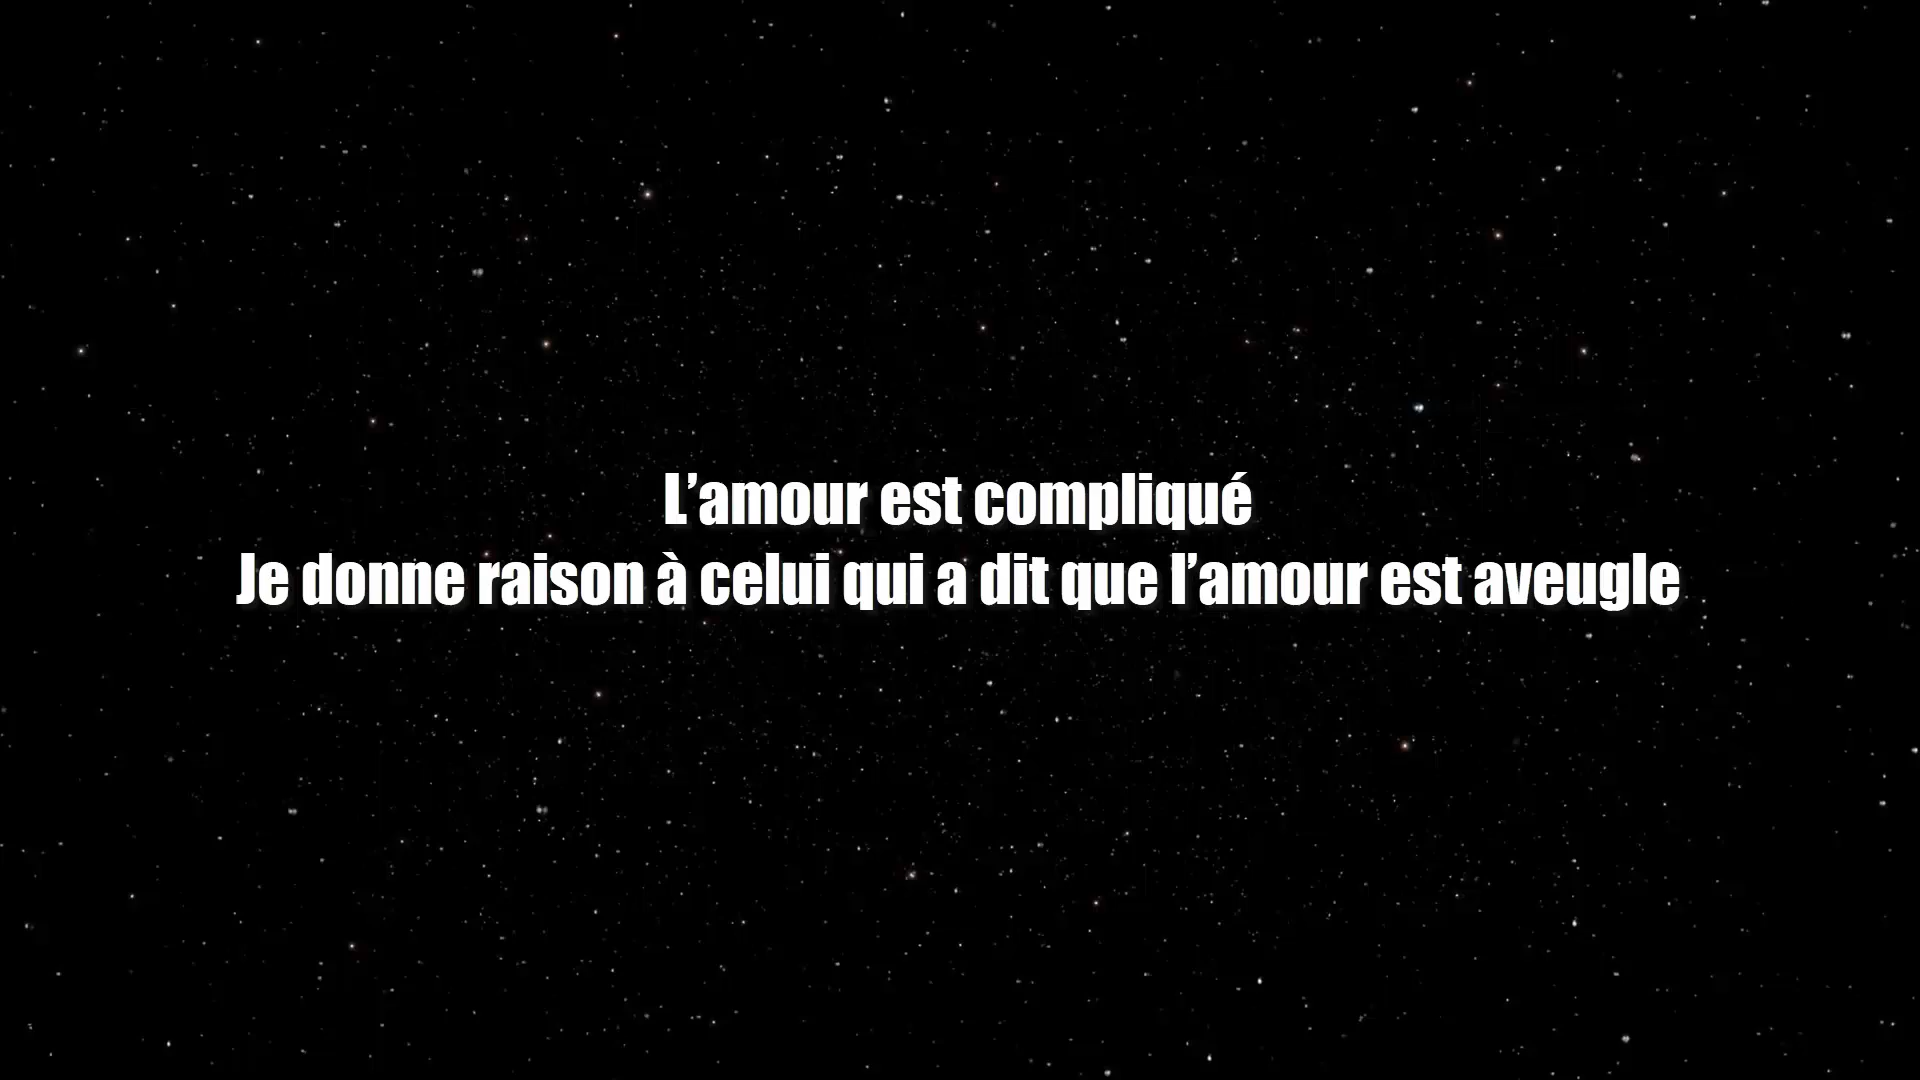 L’amour est compliqué
Je donne raison à celui qui a dit que l’amour est aveugle